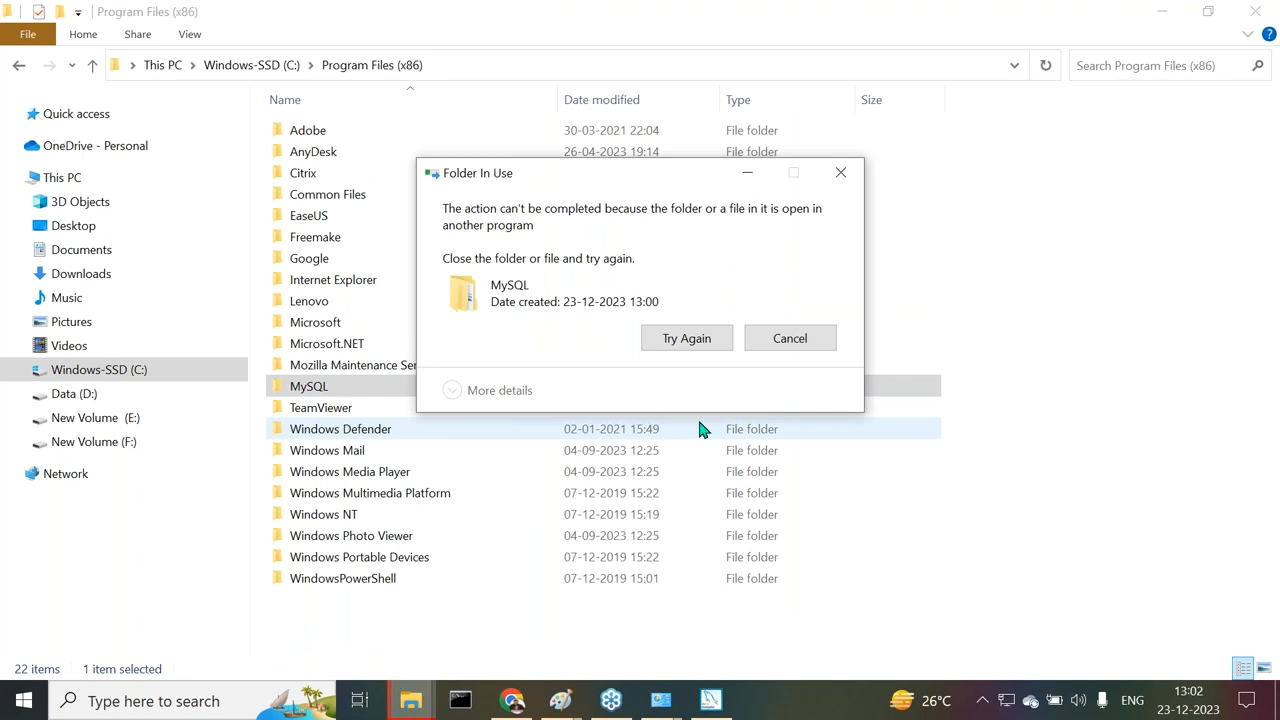 Program Files (x86)
File Home Share View
This PC Windows-SSD (C:) Program Files (x86) Search Program Files (x86)
Name Date modified Type Size
Quick access
OneDrive - Personal
This PC
3D Objects
Desktop
Documents
Downloads
Music
Pictures
Videos
Windows-SSD (C:)
Data (D:)
New Volume (E:)
New Volume (F:)
Network
Adobe 30-03-2021 22:04 File folder
AnyDesk 26-04-2023 19:14 File folder
Citrix
Common Files
EaseUS
Freemake
Google
Internet Explorer
Lenovo
Microsoft
Microsoft.NET
Mozilla Maintenance Ser
MySQL
TeamViewer
Windows Defender 02-01-2021 15:49 File folder
Windows Mail 04-09-2023 12:25 File folder
Windows Media Player 04-09-2023 12:25 File folder
Windows Multimedia Platform 07-12-2019 15:22 File folder
Windows NT 07-12-2019 15:19 File folder
Windows Photo Viewer 04-09-2023 12:25 File folder
Windows Portable Devices 07-12-2019 15:22 File folder
WindowsPowerShell 07-12-2019 15:01 File folder
Folder In Use
The action can't be completed because the folder or a file in it is open in
another program
Close the folder or file and try again.
MySQL
Date created: 23-12-2023 13:00
Try Again Cancel
More details
22 items 1 item selected
Type here to search
26°C
ENG
13:02
23-12-2023